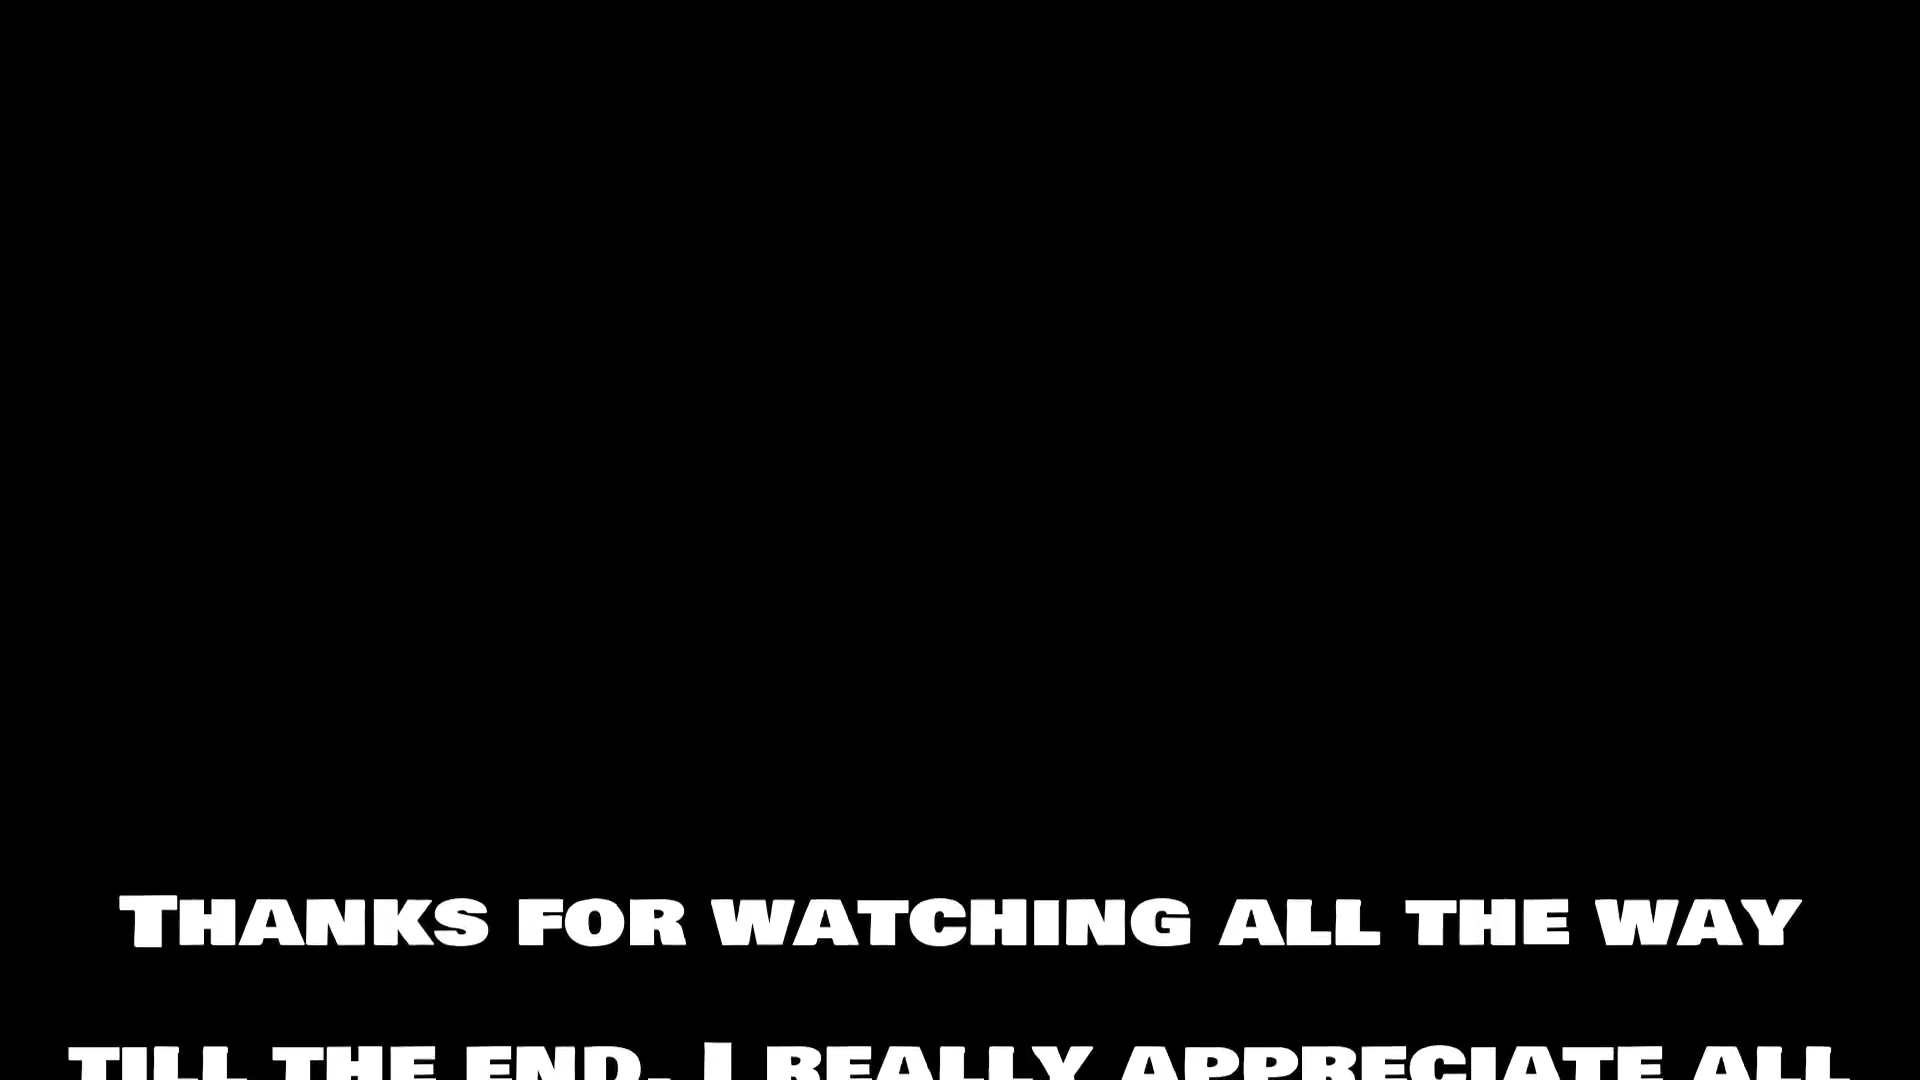 Thanks for watching all the way
till the end. I really appreciate all